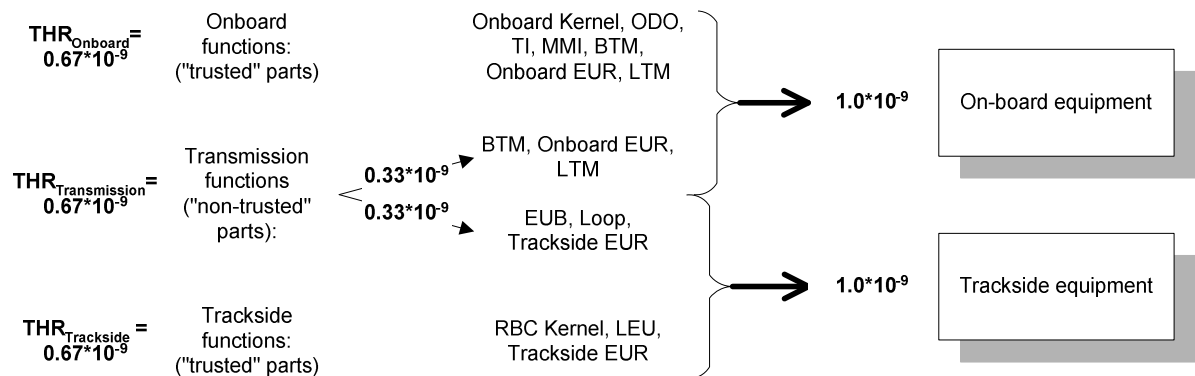 THR_Onboard =
0.67*10⁻⁹
Onboard
functions:
("trusted" parts)
Onboard Kernel, ODO,
TI, MMI, BTM,
Onboard EUR, LTM
1.0*10⁻⁹
On-board equipment
THR_Transmission =
0.67*10⁻⁹
Transmission
functions
("non-trusted"
parts):
0.33*10⁻⁹
0.33*10⁻⁹
BTM, Onboard EUR,
LTM
EUB, Loop,
Trackside EUR
1.0*10⁻⁹
Trackside equipment
THR_Trackside =
0.67*10⁻⁹
Trackside
functions:
("trusted" parts)
RBC Kernel, LEU,
Trackside EUR